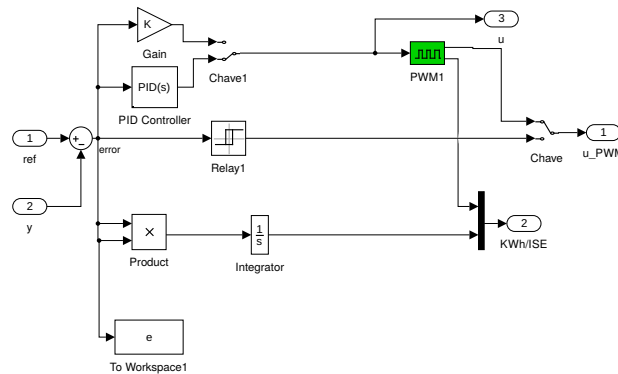 K
Gain
3
u
PID(s)
PID Controller
Chave1
PWM1
1
ref
+
−
error
Relay1
Chave
1
u_PWM
2
y
×
Product
1
s
Integrator
2
KWh/ISE
e
To Workspace1